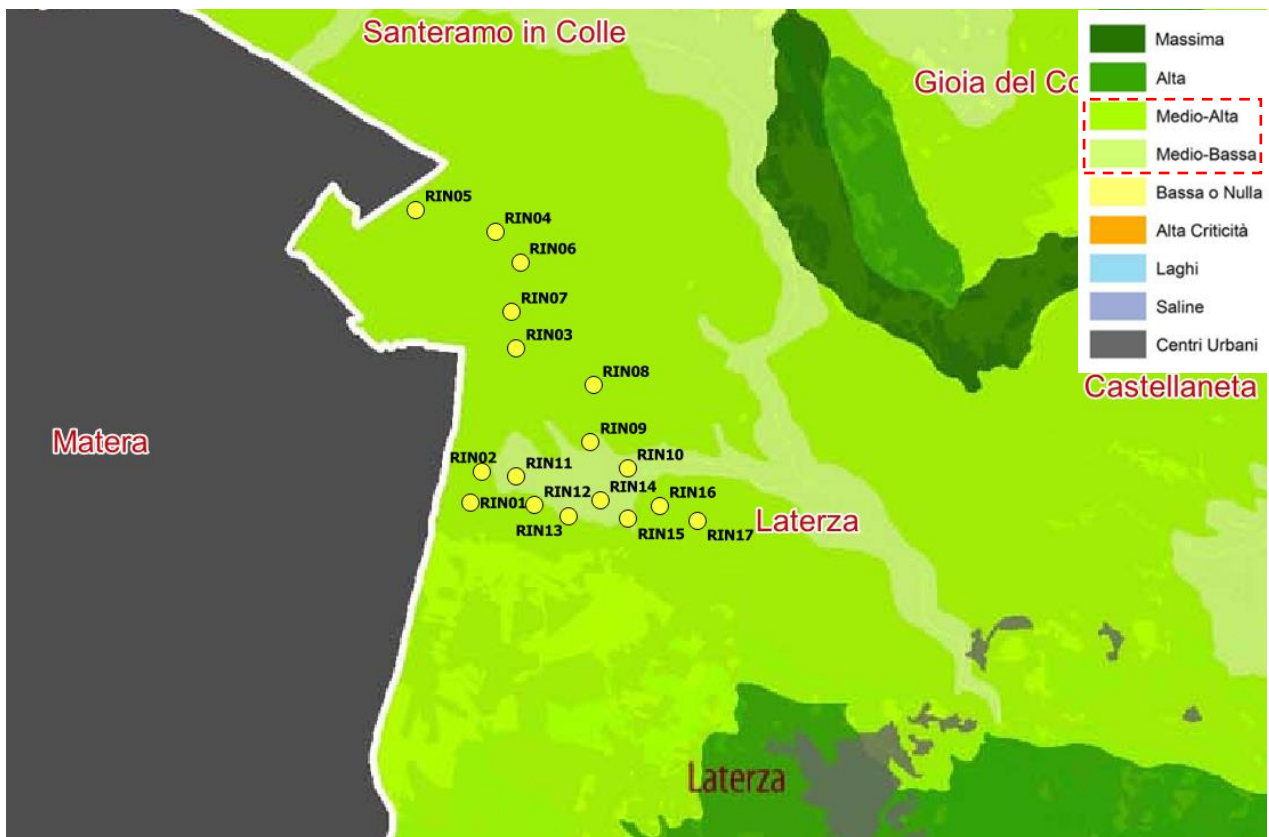 Santeramo in Colle
Gioia del Co
Massima
Alta
Medio-Alta
Medio-Bassa
Bassa o Nulla
Alta Criticità
Laghi
Saline
Centri Urbani
RIN05
RIN04
RIN06
RIN07
RIN03
RIN08
Castellaneta
Matera
RIN09
RIN02
RIN11
RIN10
RIN01
RIN12
RIN14
RIN16
RIN13
RIN15
RIN17
Laterza
Laterza